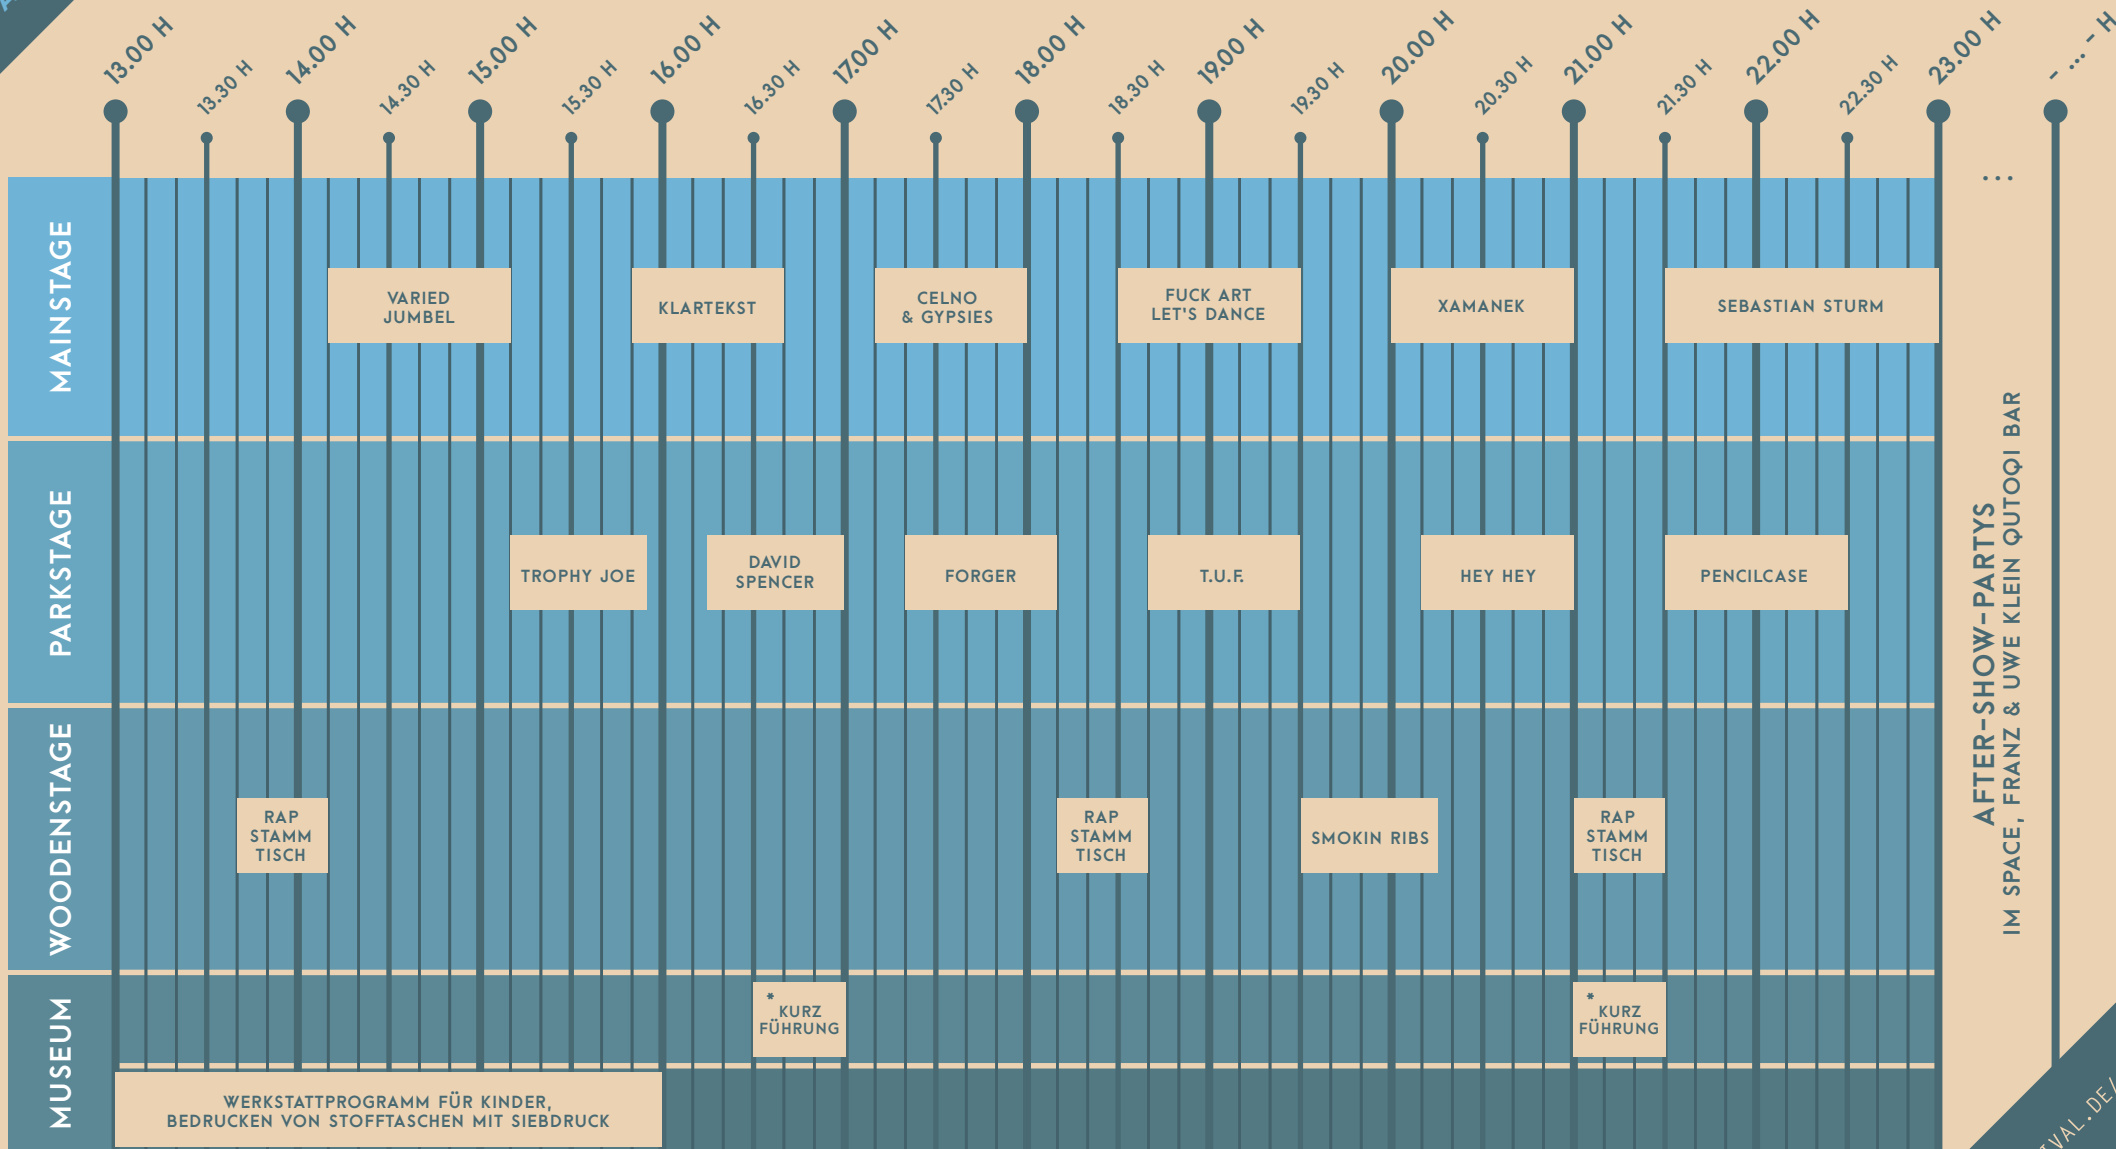 13.00 H
13.30 H
14.00 H
14.30 H
15.00 H
15.30 H
16.00 H
16.30 H
17.00 H
17.30 H
18.00 H
18.30 H
19.00 H
19.30 H
20.00 H
20.30 H
21.00 H
21.30 H
22.00 H
22.30 H
23.00 H
- ... - H
...
MAINSTAGE
VARIED
JUMBEL
KLARTEKST
CELNO
& GYPSIES
FUCK ART
LET'S DANCE
XAMANEK
SEBASTIAN STURM
PARKSTAGE
TROPHY JOE
DAVID
SPENCER
FORGER
T.U.F.
HEY HEY
PENCILCASE
WOODENSTAGE
RAP
STAMM
TISCH
RAP
STAMM
TISCH
SMOKIN RIBS
RAP
STAMM
TISCH
MUSEUM
*
KURZ
FÜHRUNG
*
KURZ
FÜHRUNG
WERKSTATTPROGRAMM FÜR KINDER,
BEDRUCKEN VON STOFFTASCHEN MIT SIEBDRUCK
AFTER-SHOW-PARTYS
IM SPACE, FRANZ & UWE KLEIN QUTOQI BAR
IVAL.DE/